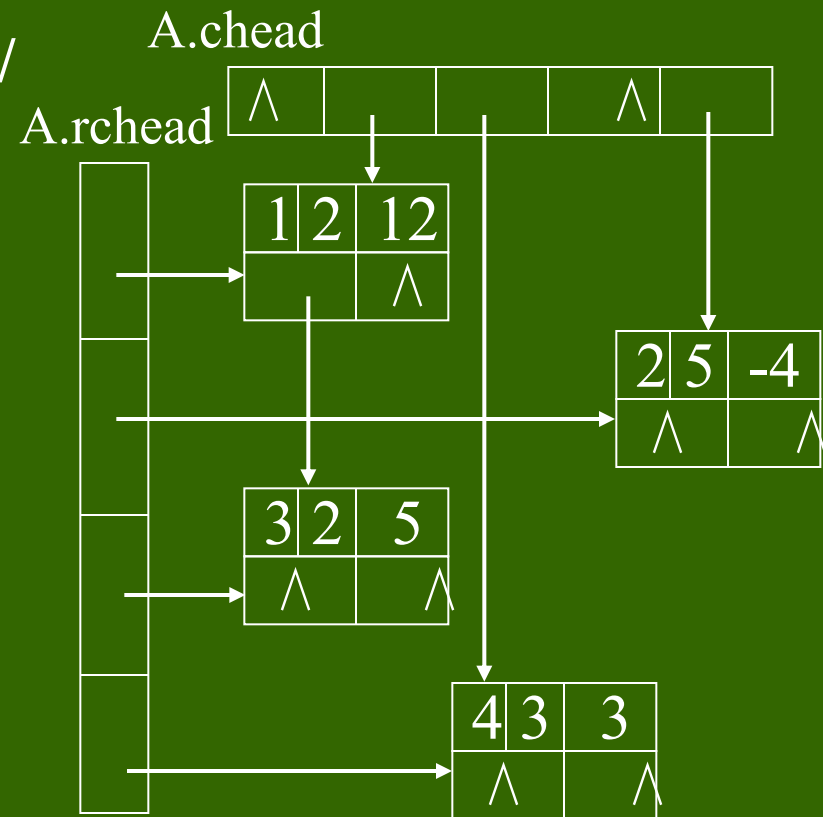 /
A.chead
∧ ∧
A.rchead
1 2 12
∧
2 5 -4
∧ ∧
3 2 5
∧ ∧
4 3 3
∧ ∧